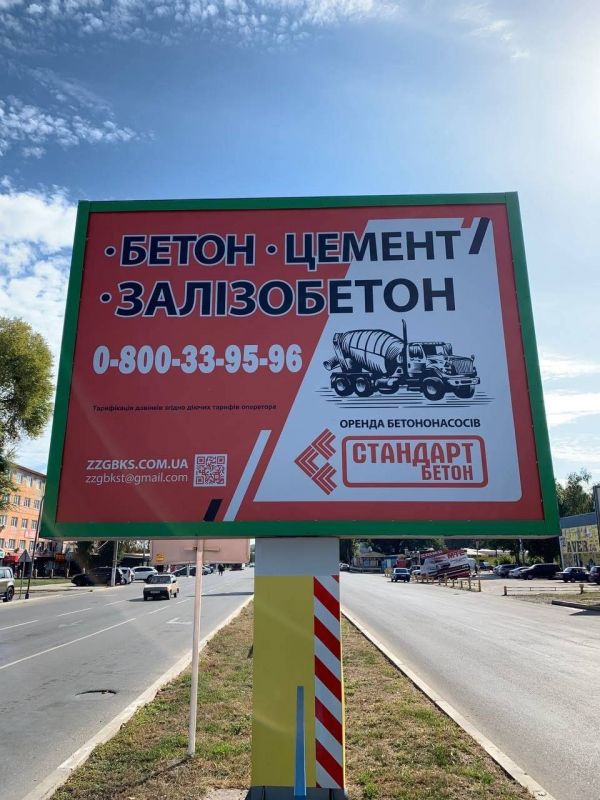 ·БЕТОН ·ЦЕМЕНТ
·ЗАЛІЗОБЕТОН
0-800-33-95-96
Тарифікація дзвінків згідно діючих тарифів оператора
ОРЕНДА БЕТОНОНАСОСІВ
СТАНДАРТ
БЕТОН
ZZGBKS.COM.UA
zzgbkst@gmail.com